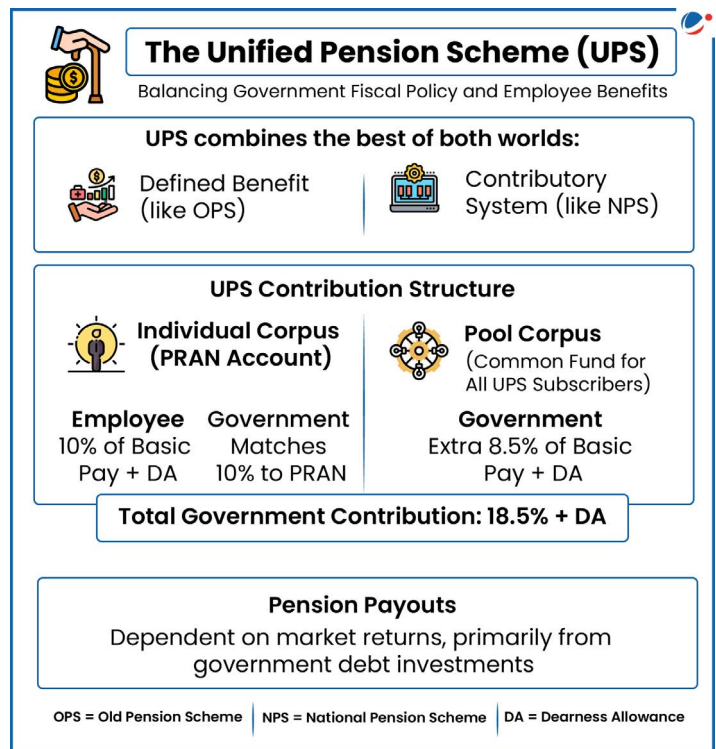 The Unified Pension Scheme (UPS)
Balancing Government Fiscal Policy and Employee Benefits
UPS combines the best of both worlds:
Defined Benefit
(like OPS)
Contributory
System (like NPS)
UPS Contribution Structure
Individual Corpus
(PRAN Account)
Employee
10% of Basic
Pay + DA
Government
Matches
10% to PRAN
Pool Corpus
(Common Fund for
All UPS Subscribers)
Government
Extra 8.5% of Basic
Pay + DA
Total Government Contribution: 18.5% + DA
Pension Payouts
Dependent on market returns, primarily from
government debt investments
OPS = Old Pension Scheme
NPS = National Pension Scheme
DA = Dearness Allowance